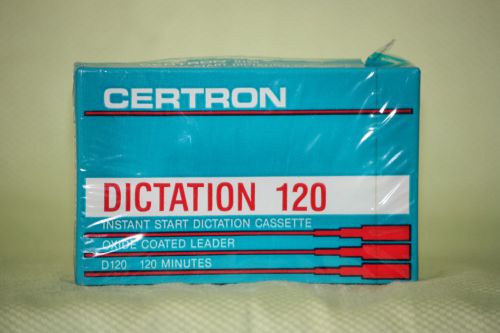 CERTRON
DICTATION 120
INSTANT START DICTATION CASSETTE
OXIDE COATED LEADER
D120 120 MINUTES